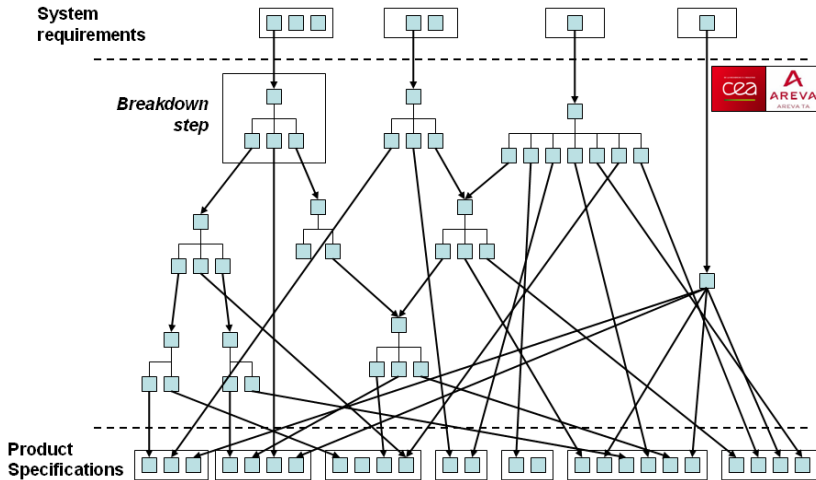 System
requirements
Breakdown
step
cea
AREVA
AREVA TA
Product
Specifications